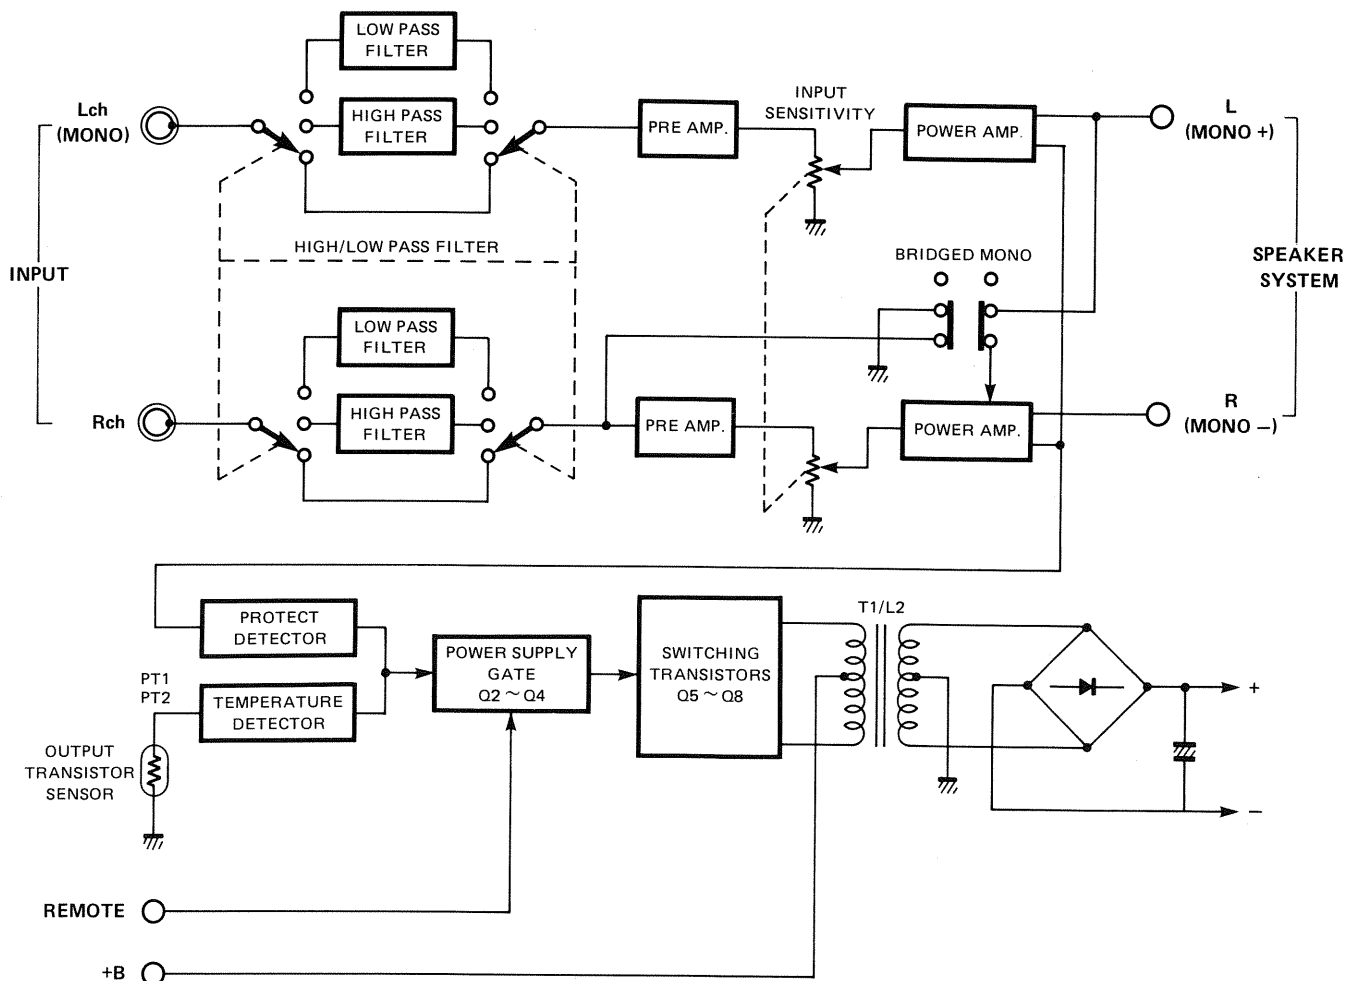 LOW PASS
FILTER
Lch
(MONO)
HIGH PASS
FILTER
PRE AMP.
INPUT
SENSITIVITY
POWER AMP.
L
(MONO +)
HIGH/LOW PASS FILTER
INPUT
BRIDGED MONO
SPEAKER
SYSTEM
LOW PASS
FILTER
Rch
HIGH PASS
FILTER
PRE AMP.
POWER AMP.
R
(MONO −)
PROTECT
DETECTOR
PT1
PT2
TEMPERATURE
DETECTOR
OUTPUT
TRANSISTOR
SENSOR
POWER SUPPLY
GATE
Q2 ~ Q4
SWITCHING
TRANSISTORS
Q5 ~ Q8
T1/L2
+
−
REMOTE
+B